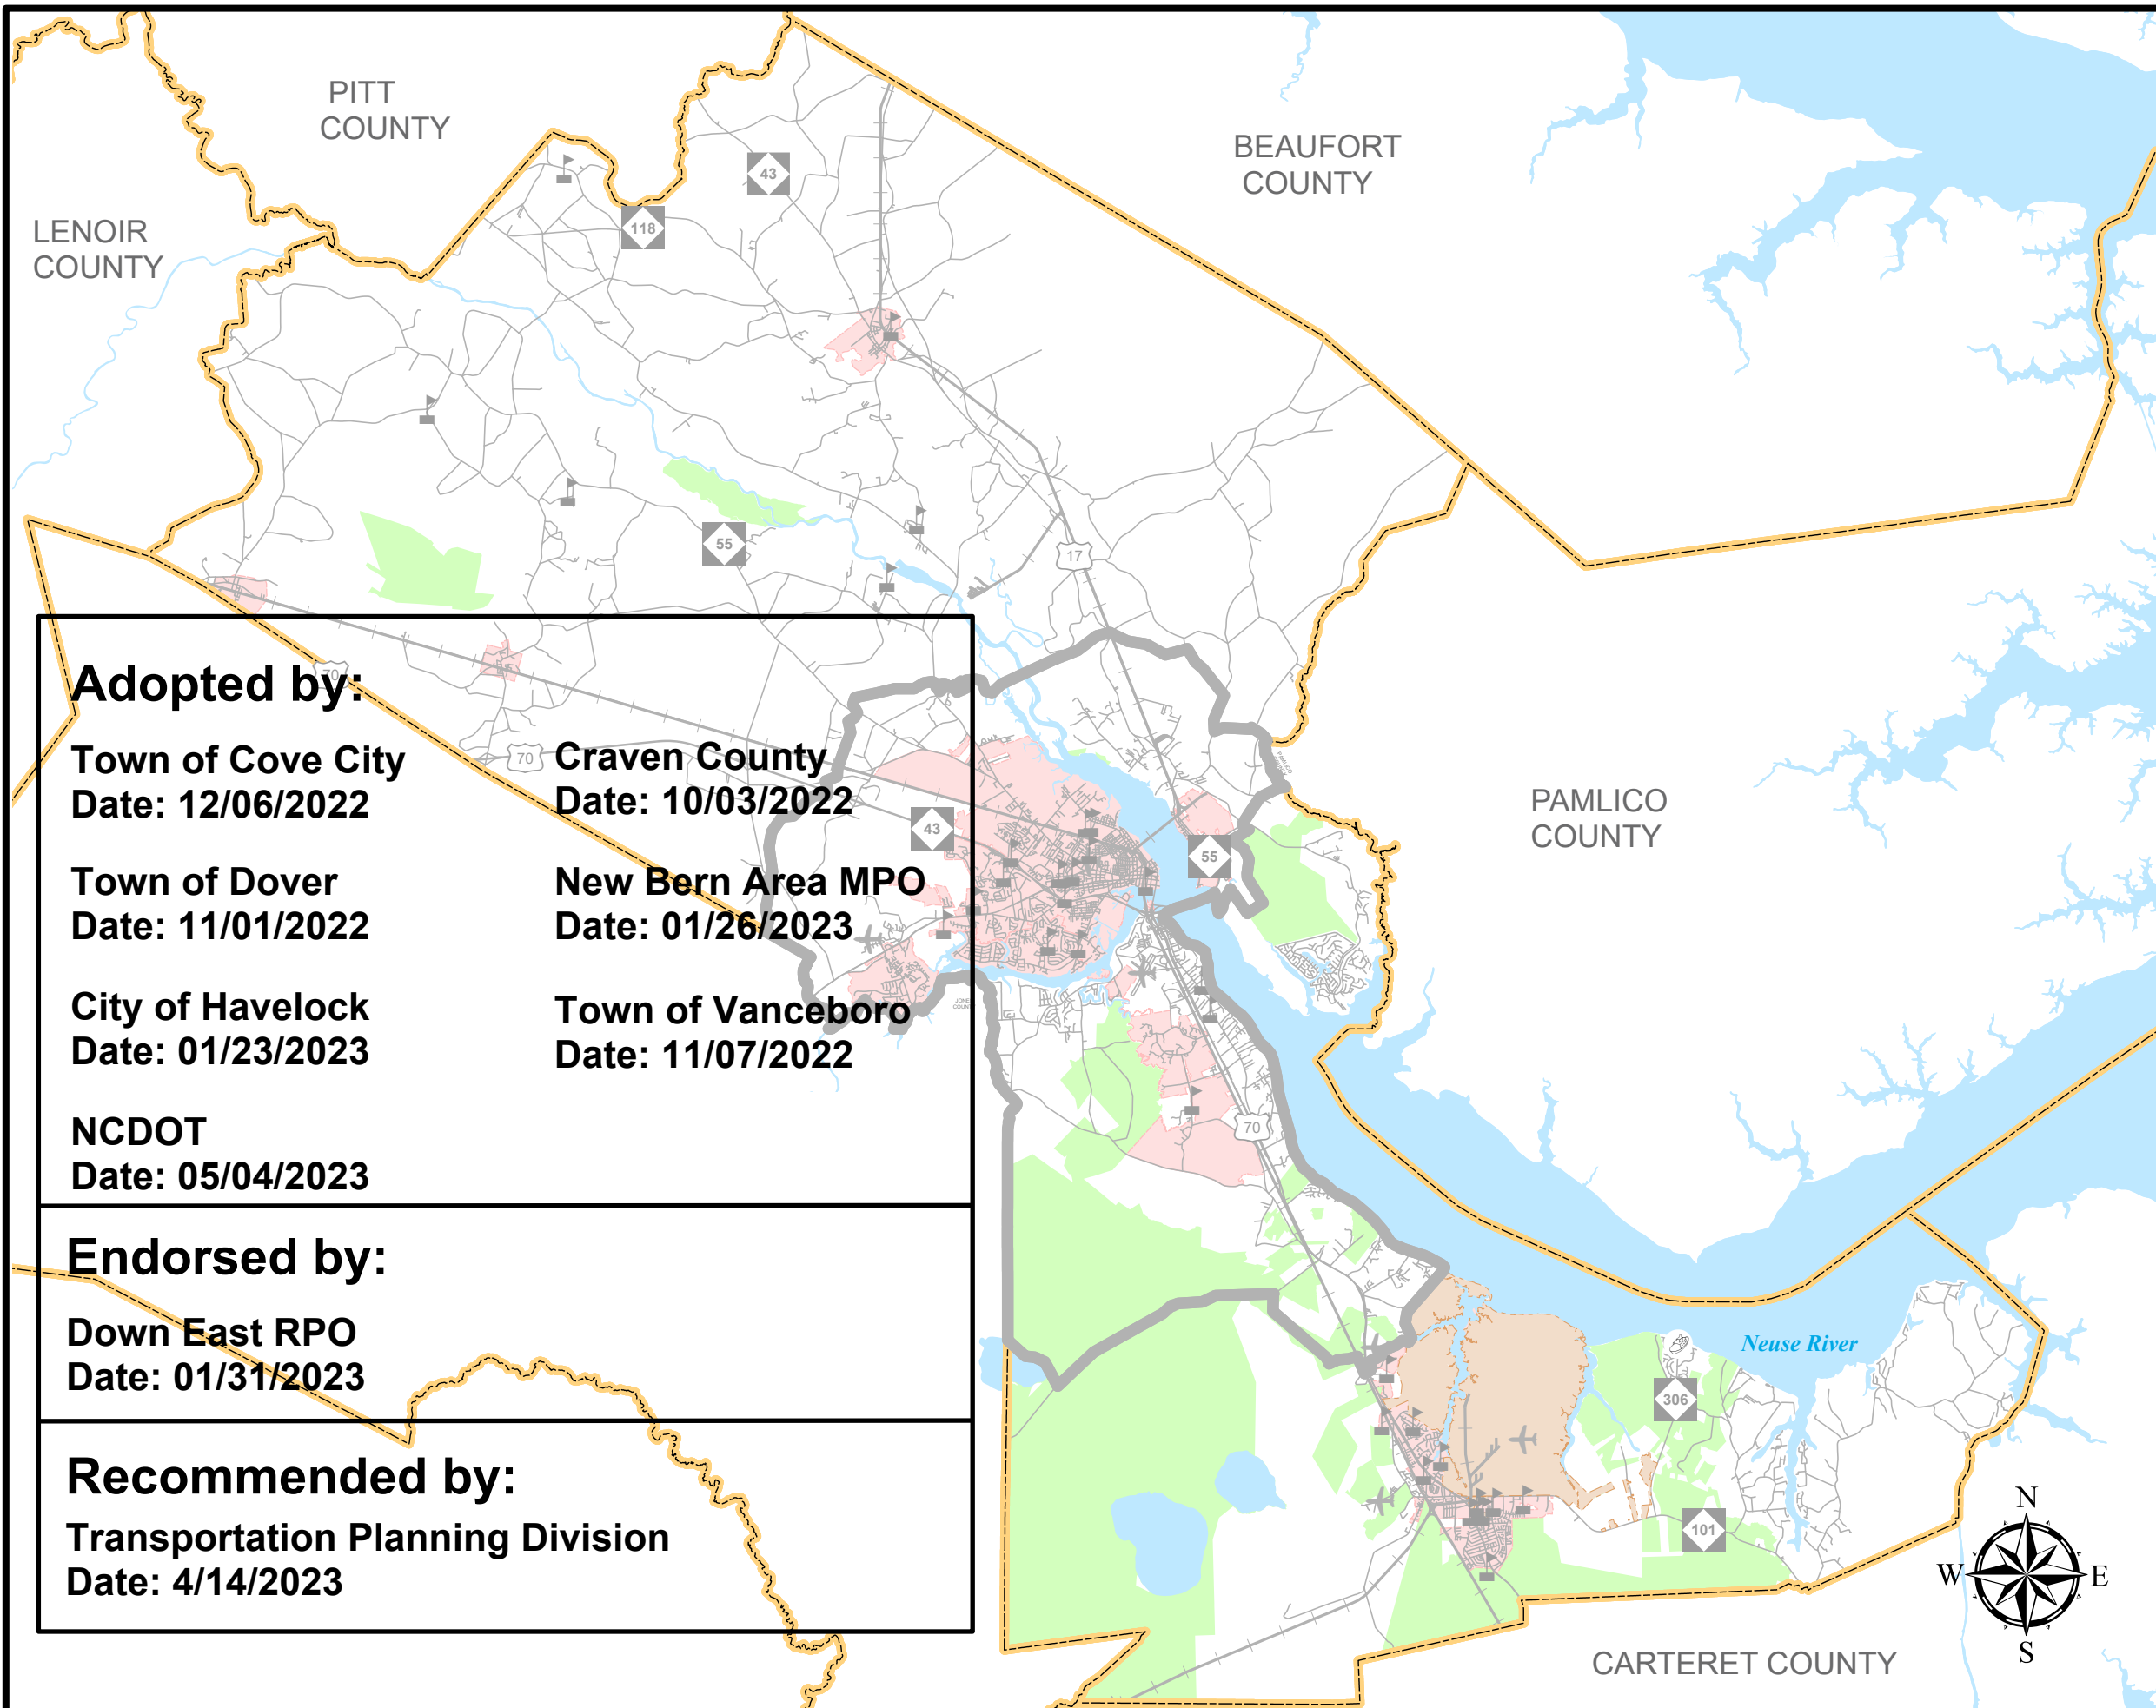 PITT
COUNTY
BEAUFORT
COUNTY
LENOIR
COUNTY
43
118
55
17
70
70
43
55
70
306
101
PAMLICO
COUNTY
Neuse River
CARTERET COUNTY
N
W
E
S
Adopted by:
Town of Cove City
Date: 12/06/2022
Craven County
Date: 10/03/2022
Town of Dover
Date: 11/01/2022
New Bern Area MPO
Date: 01/26/2023
City of Havelock
Date: 01/23/2023
Town of Vanceboro
Date: 11/07/2022
NCDOT
Date: 05/04/2023
Endorsed by:
Down East RPO
Date: 01/31/2023
Recommended by:
Transportation Planning Division
Date: 4/14/2023